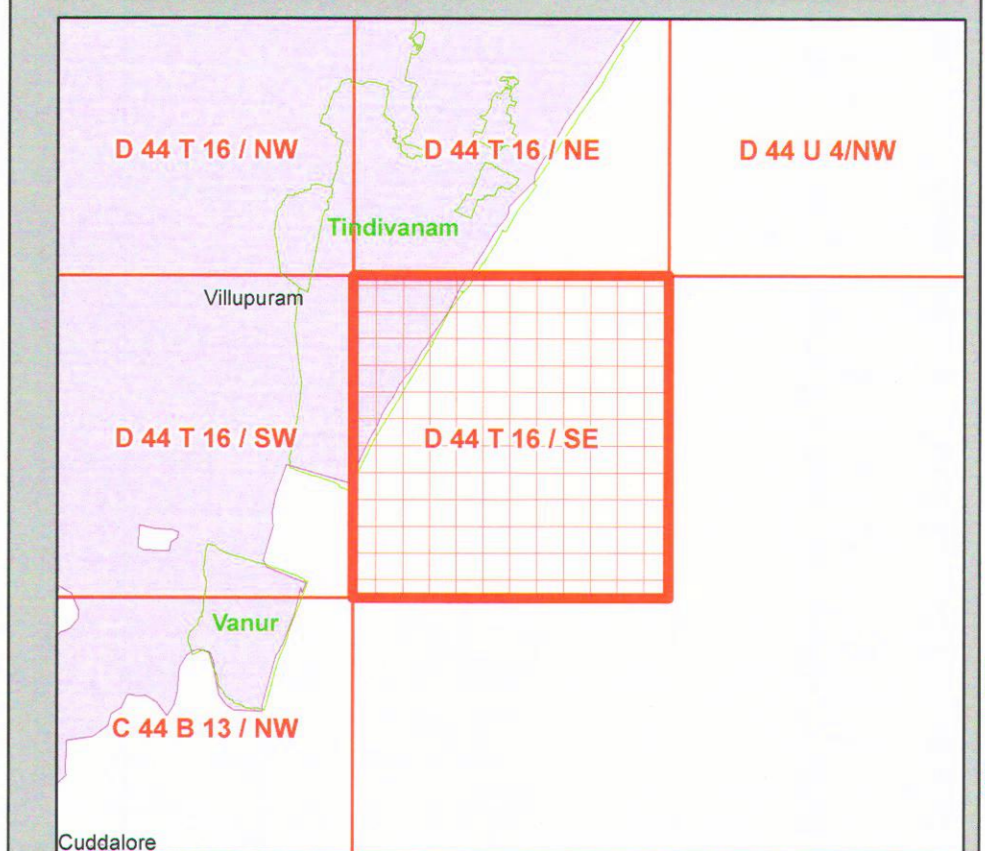 D 44 T 16 / NW
D 44 T 16 / NE
D 44 U 4/NW
Tindivanam
Villupuram
D 44 T 16 / SW
D 44 T 16 / SE
Vanur
C 44 B 13 / NW
Cuddalore